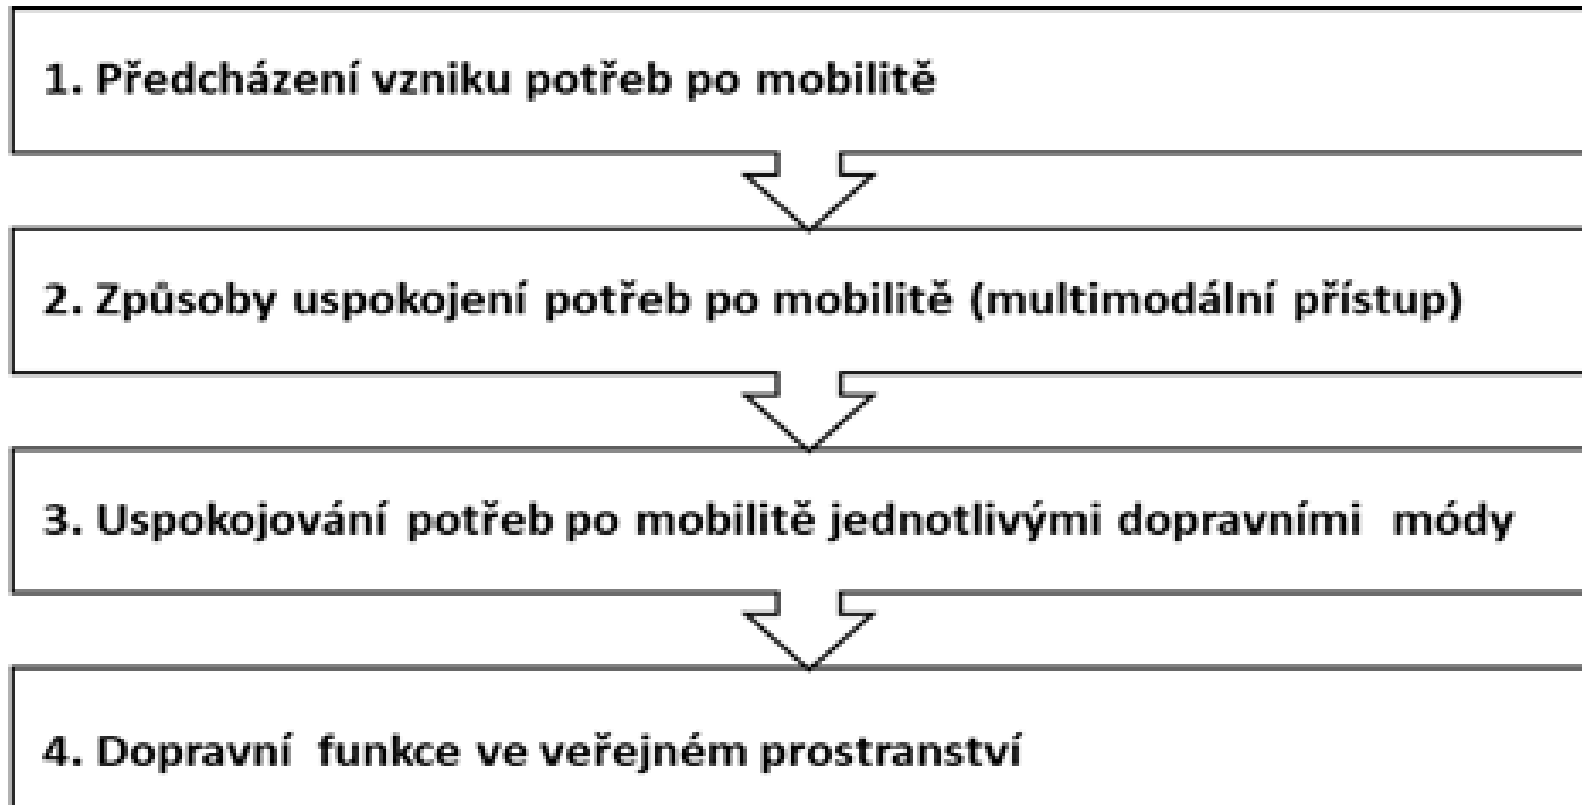 1. Předcházení vzniku potřeb po mobilitě
2. Způsoby uspokojení potřeb po mobilitě (multimodální přístup)
3. Uspokojování potřeb po mobilitě jednotlivými dopravními módy
4. Dopravní funkce ve veřejném prostranství